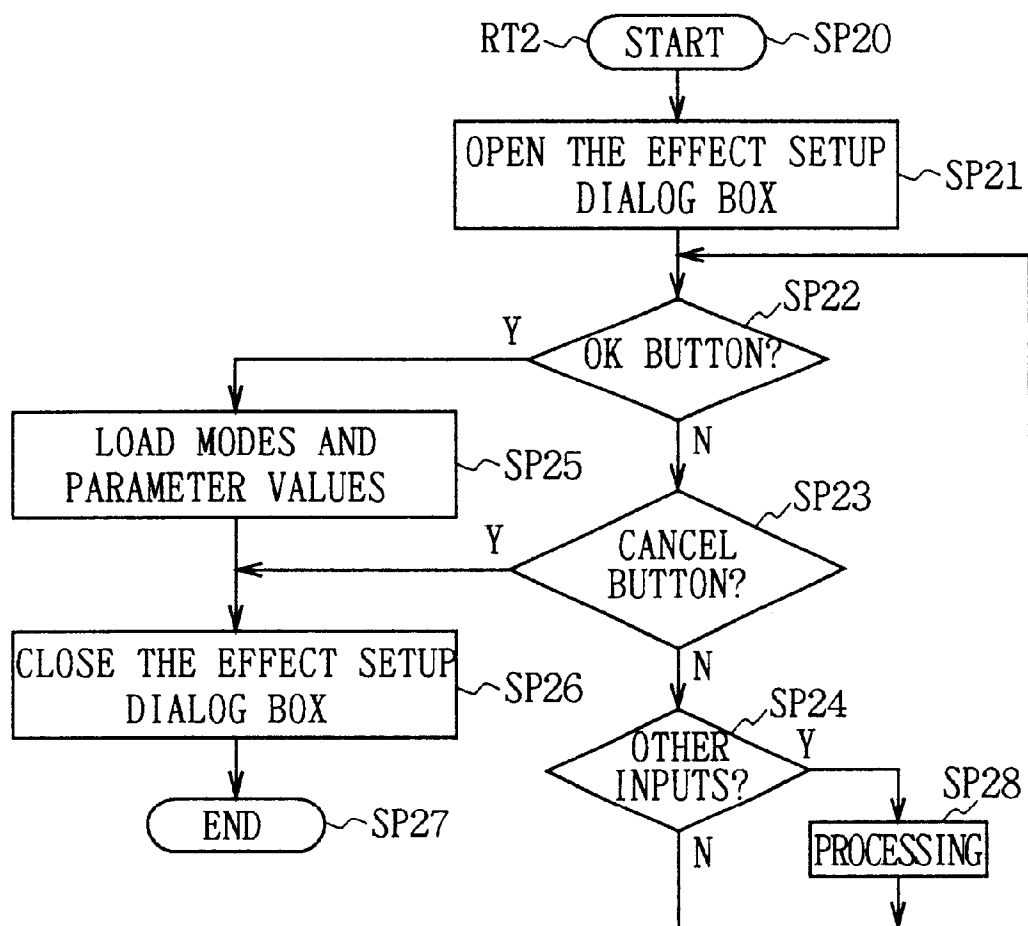 RT2 START SP20
OPEN THE EFFECT SETUP
DIALOG BOX
SP21
SP22
Y
OK BUTTON?
N
LOAD MODES AND
PARAMETER VALUES
SP25
SP23
Y
CANCEL
BUTTON?
N
CLOSE THE EFFECT SETUP
DIALOG BOX
SP26
SP24
OTHER
INPUTS?
Y
N
SP28
PROCESSING
END SP27